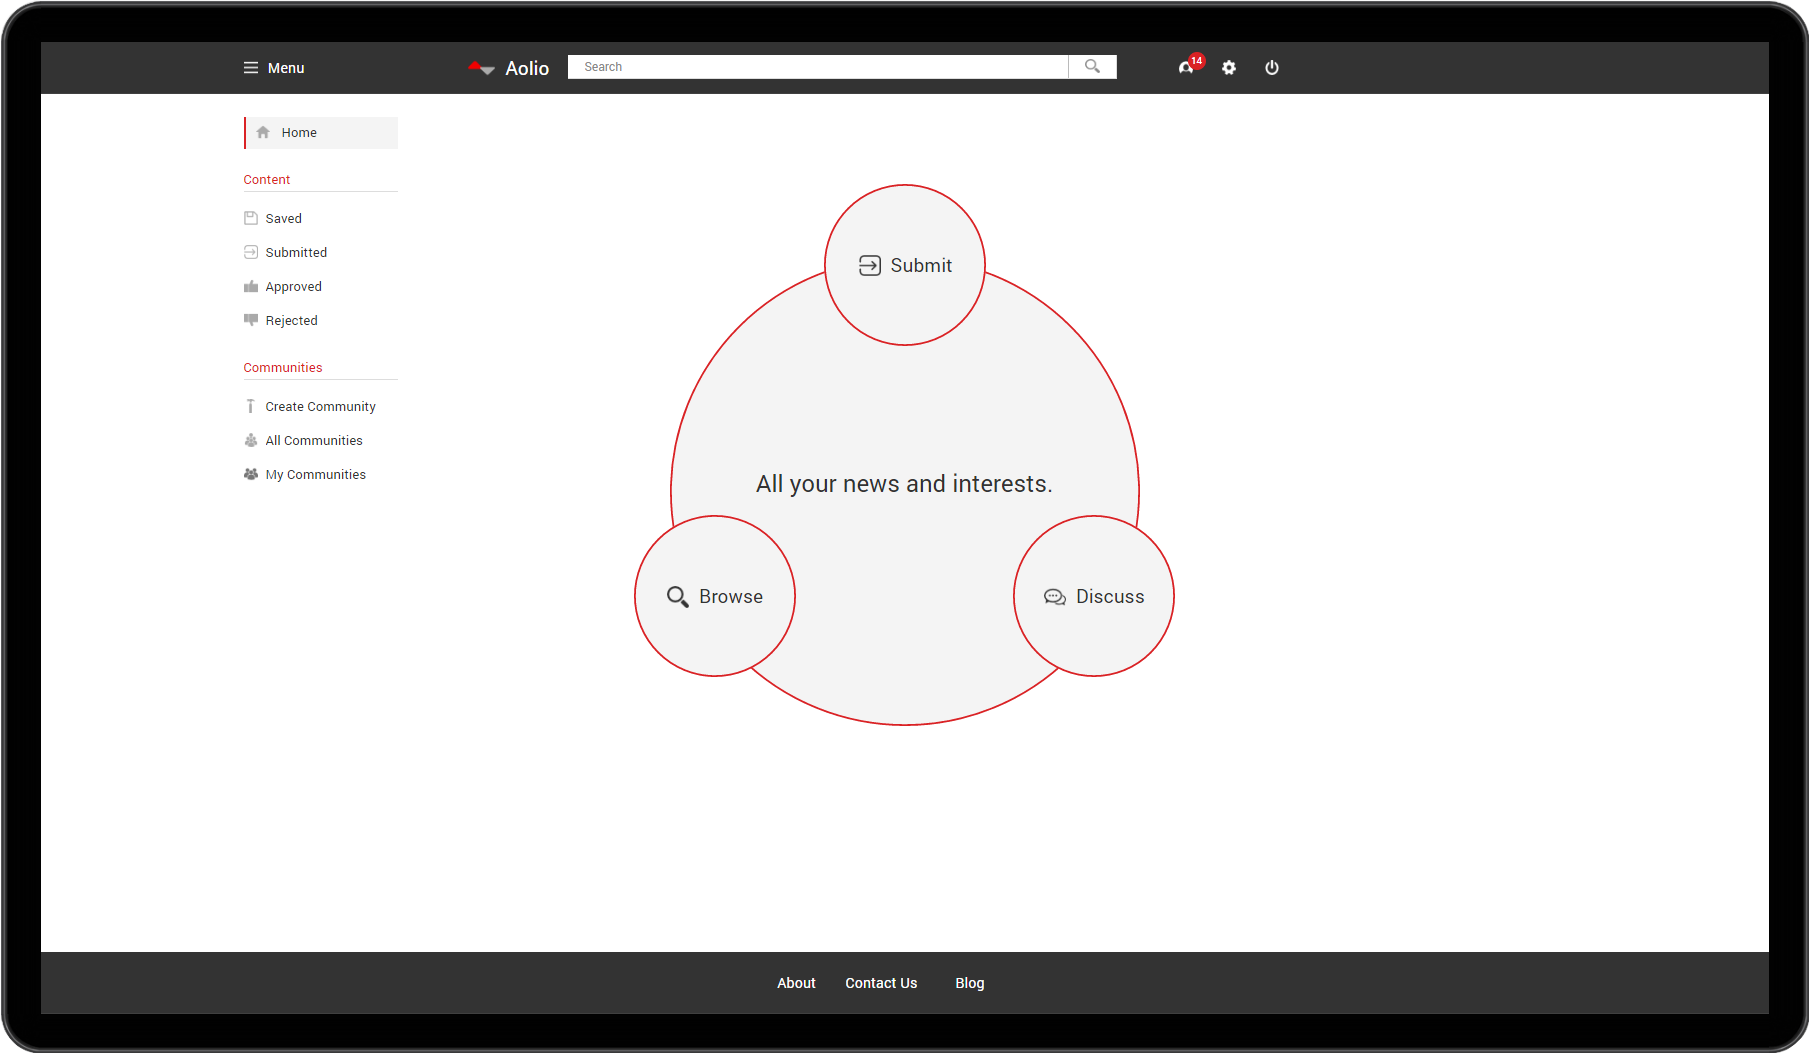 Menu
Aolio
Search
14
Home
Content
Saved
Submitted
Approved
Rejected
Communities
Create Community
All Communities
My Communities
Submit
All your news and interests.
Browse
Discuss
About
Contact Us
Blog